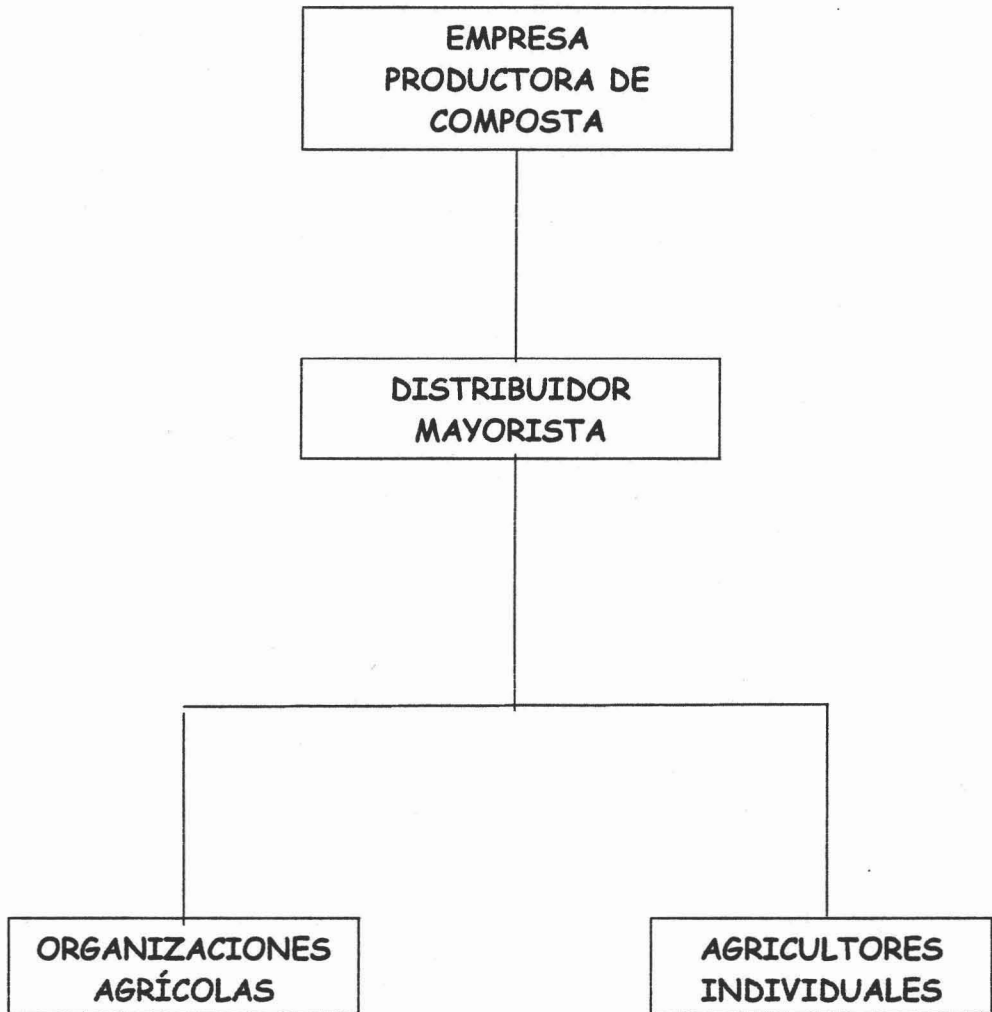 EMPRESA
PRODUCTORA DE
COMPOSTA
DISTRIBUIDOR
MAYORISTA
ORGANIZACIONES
AGRÍCOLAS
AGRICULTORES
INDIVIDUALES